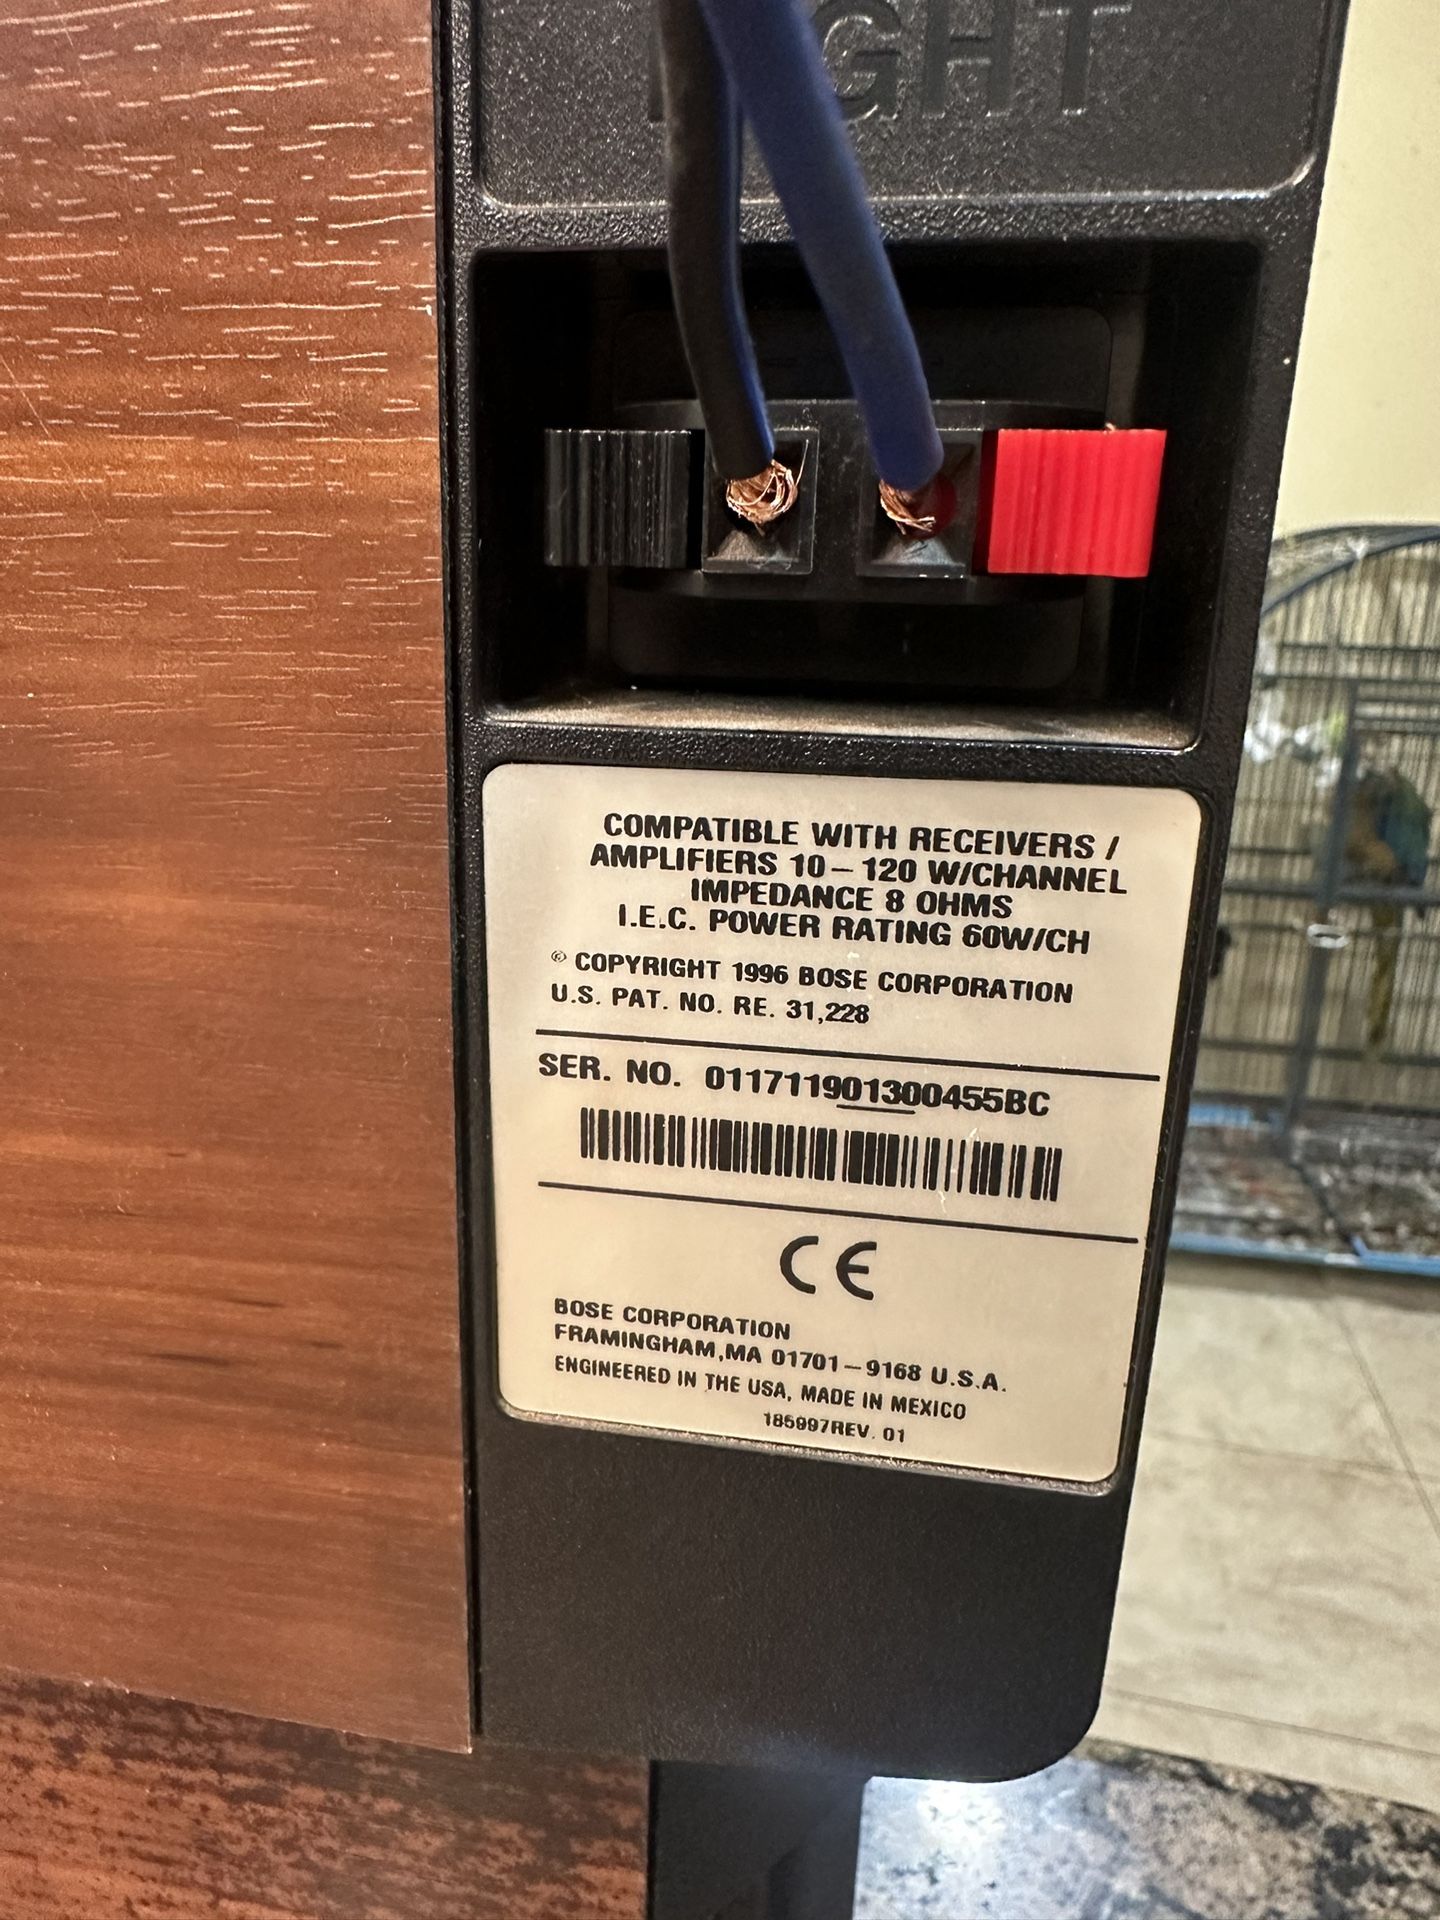 RIGHT
COMPATIBLE WITH RECEIVERS /
AMPLIFIERS 10 – 120 W/CHANNEL
IMPEDANCE 8 OHMS
I.E.C. POWER RATING 60W/CH
© COPYRIGHT 1996 BOSE CORPORATION
U.S. PAT. NO. RE. 31,228
SER. NO. 011711901300455BC
CE
BOSE CORPORATION
FRAMINGHAM,MA 01701–9168 U.S.A.
ENGINEERED IN THE USA, MADE IN MEXICO
185997REV. 01